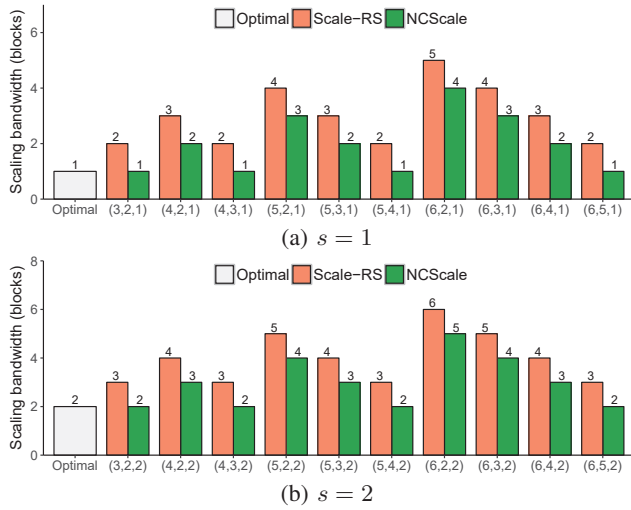 Optimal Scale-RS NCScale
Scaling bandwidth (blocks)
6
4
2
0
1 2 1 3 2 2 1 4 3 3 2 2 1 5 4 4 3 3 2 2 1
Optimal (3,2,1) (4,2,1) (4,3,1) (5,2,1) (5,3,1) (5,4,1) (6,2,1) (6,3,1) (6,4,1) (6,5,1)
(a) s = 1
Optimal Scale-RS NCScale
Scaling bandwidth (blocks)
8
6
4
2
0
2 3 2 4 3 3 2 5 4 4 3 3 2 6 5 5 4 4 3 3 2
Optimal (3,2,2) (4,2,2) (4,3,2) (5,2,2) (5,3,2) (5,4,2) (6,2,2) (6,3,2) (6,4,2) (6,5,2)
(b) s = 2